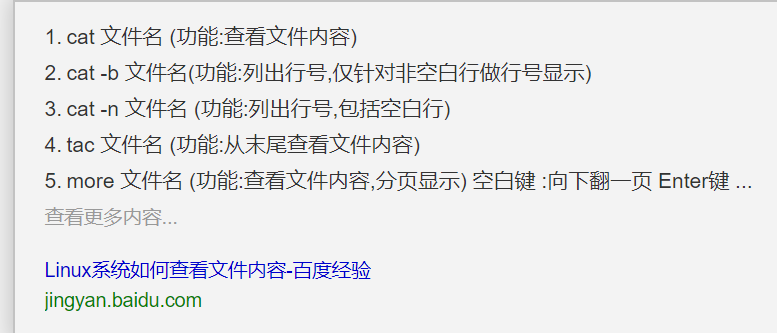 1. cat 文件名 (功能:查看文件内容)
2. cat -b 文件名(功能:列出行号,仅针对非空白行做行号显示)
3. cat -n 文件名 (功能:列出行号,包括空白行)
4. tac 文件名 (功能:从末尾查看文件内容)
5. more 文件名 (功能:查看文件内容,分页显示) 空白键 :向下翻一页 Enter键 ...
查看更多内容...
Linux系统如何查看文件内容-百度经验
jingyan.baidu.com